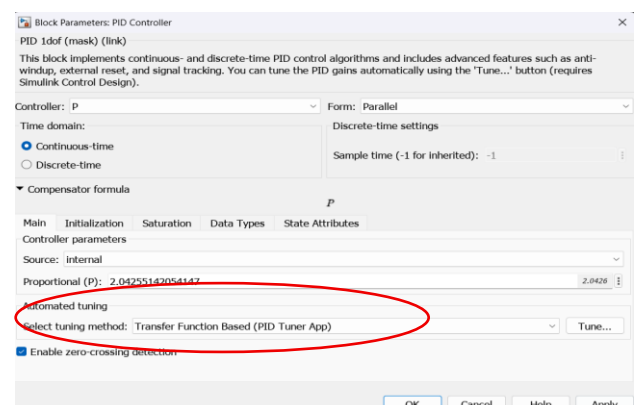 Block Parameters: PID Controller
PID 1dof (mask) (link)
This block implements continuous- and discrete-time PID control algorithms and includes advanced features such as anti-
windup, external reset, and signal tracking. You can tune the PID gains automatically using the 'Tune...' button (requires
Simulink Control Design).
Controller: P Form: Parallel
Time domain: Discrete-time settings
Continuous-time
Discrete-time
Sample time (-1 for inherited): -1
Compensator formula
P
Main Initialization Saturation Data Types State Attributes
Controller parameters
Source: internal
Proportional (P): 2.04255142054147 2.0426
Automated tuning
Select tuning method: Transfer Function Based (PID Tuner App) Tune...
Enable zero-crossing detection
OK Cancel Help Apply